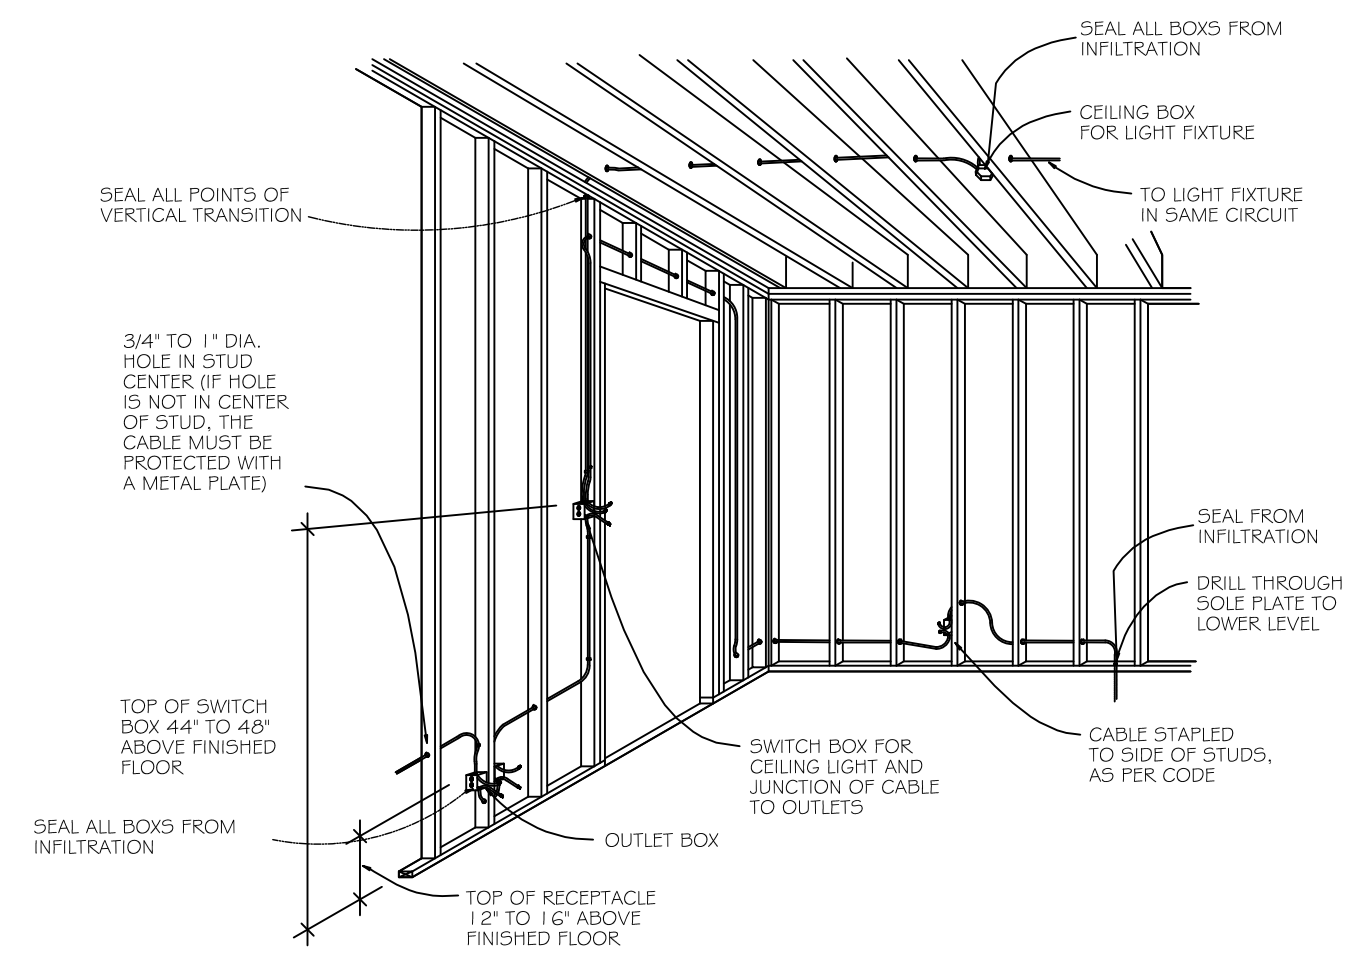 SEAL ALL BOXS FROM
INFILTRATION
CEILING BOX
FOR LIGHT FIXTURE
SEAL ALL POINTS OF
VERTICAL TRANSITION
TO LIGHT FIXTURE
IN SAME CIRCUIT
3/4" TO 1" DIA.
HOLE IN STUD
CENTER (IF HOLE
IS NOT IN CENTER
OF STUD, THE
CABLE MUST BE
PROTECTED WITH
A METAL PLATE)
SEAL FROM
INFILTRATION
DRILL THROUGH
SOLE PLATE TO
LOWER LEVEL
TOP OF SWITCH
BOX 44" TO 48"
ABOVE FINISHED
FLOOR
SWITCH BOX FOR
CEILING LIGHT AND
JUNCTION OF CABLE
TO OUTLETS
CABLE STAPLED
TO SIDE OF STUDS,
AS PER CODE
SEAL ALL BOXS FROM
INFILTRATION
OUTLET BOX
TOP OF RECEPTACLE
12" TO 16" ABOVE
FINISHED FLOOR